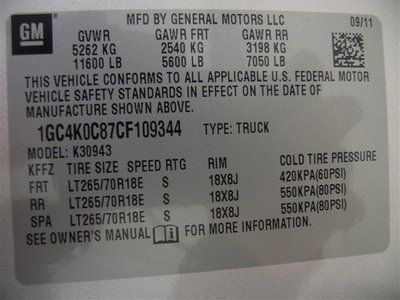 GM
MFD BY GENERAL MOTORS LLC 09/11
GVWR GAWR FRT GAWR RR
5262 KG 2540 KG 3198 KG
11600 LB 5600 LB 7050 LB
THIS VEHICLE CONFORMS TO ALL APPLICABLE U.S. FEDERAL MOTOR
VEHICLE SAFETY STANDARDS IN EFFECT ON THE DATE OF
MANUFACTURE SHOWN ABOVE.
1GC4K0C87CF109344 TYPE: TRUCK
MODEL: K30943
KFFZ TIRE SIZE SPEED RTG RIM COLD TIRE PRESSURE
FRT LT265/70R18E S 18X8J 420KPA(60PSI)
RR LT265/70R18E S 18X8J 550KPA(80PSI)
SPA LT265/70R18E S 18X8J 550KPA(80PSI)
SEE OWNER'S MANUAL FOR MORE INFORMATION.